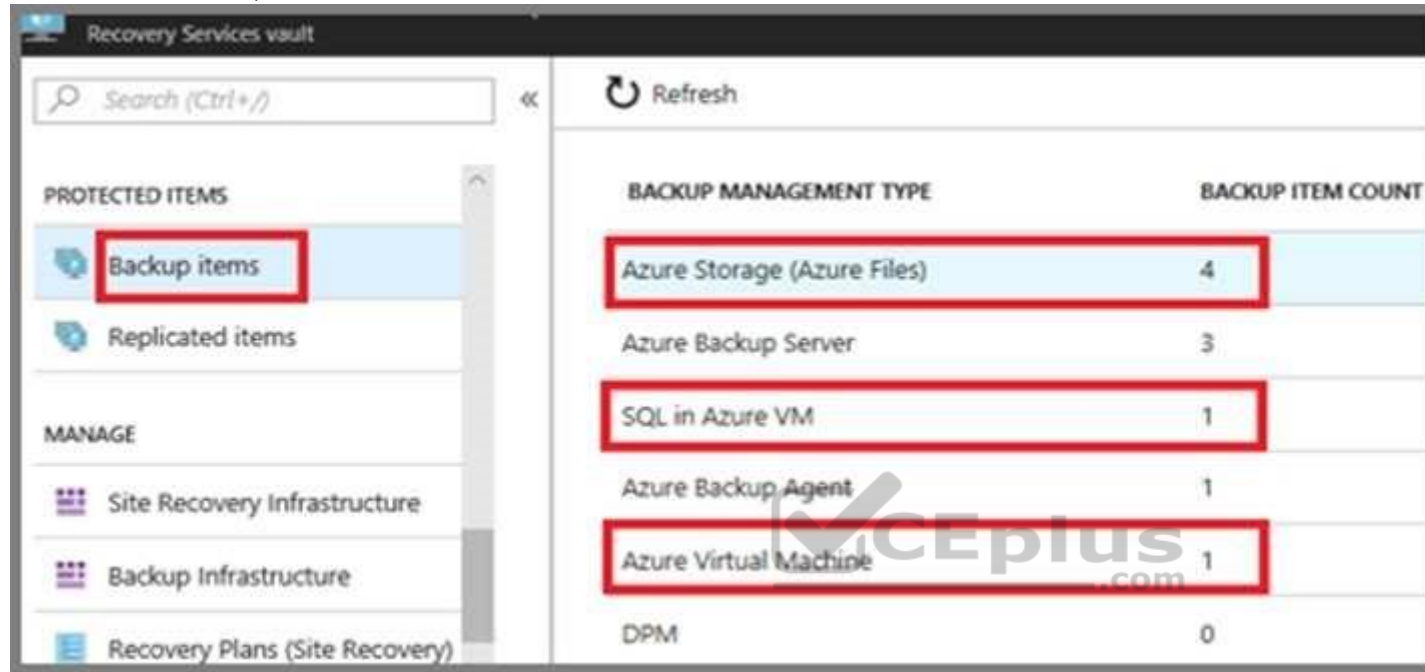 Recovery Services vault
Search (Ctrl+/)
«
Refresh
PROTECTED ITEMS
Backup items
Replicated items
MANAGE
Site Recovery Infrastructure
Backup Infrastructure
Recovery Plans (Site Recovery)
BACKUP MANAGEMENT TYPE BACKUP ITEM COUNT
Azure Storage (Azure Files) 4
Azure Backup Server 3
SQL in Azure VM 1
Azure Backup Agent 1
Azure Virtual Machine 1
DPM 0
CEplus
.com